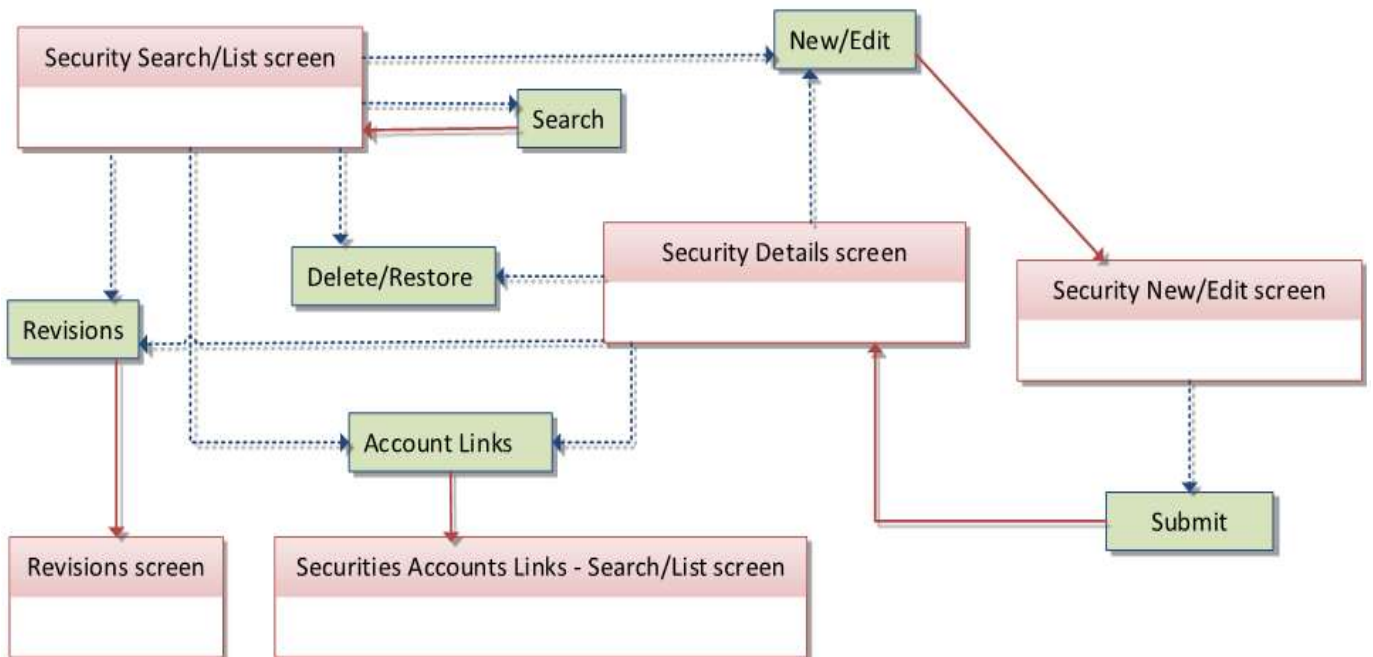 New/Edit
Security Search/List screen
Search
Security Details screen
Delete/Restore
Security New/Edit screen
Revisions
Account Links
Submit
Revisions screen
Securities Accounts Links - Search/List screen